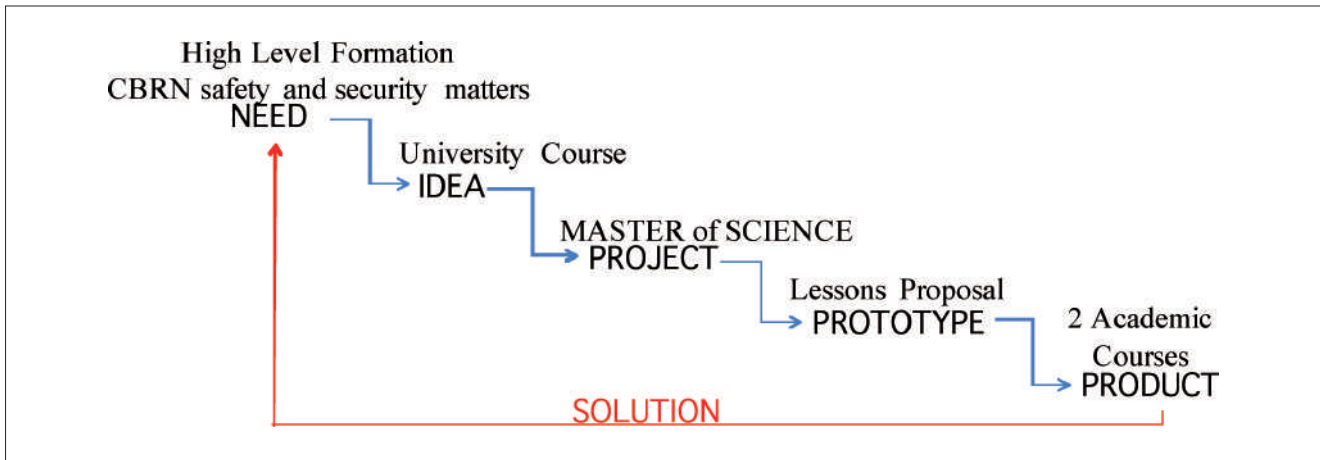 High Level Formation
CBRN safety and security matters
NEED
University Course
IDEA
MASTER of SCIENCE
PROJECT
Lessons Proposal
PROTOTYPE
2 Academic
Courses
PRODUCT
SOLUTION